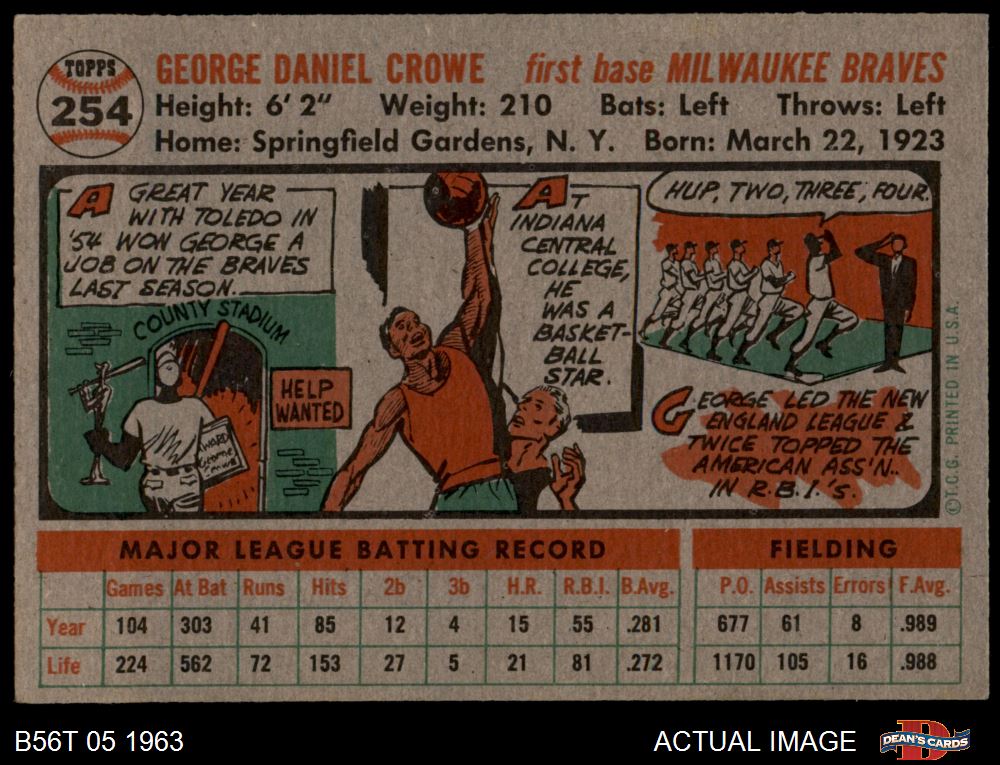 TOPPS
254
GEORGE DANIEL CROWE first base MILWAUKEE BRAVES
Height: 6' 2" Weight: 210 Bats: Left Throws: Left
Home: Springfield Gardens, N. Y. Born: March 22, 1923
A GREAT YEAR
WITH TOLEDO IN
'54 WON GEORGE A
JOB ON THE BRAVES
LAST SEASON.
COUNTY STADIUM
HELP
WANTED
AWARD
George
AT
INDIANA
CENTRAL
COLLEGE,
HE
WAS A
BASKET-
BALL
STAR.
HUP, TWO, THREE, FOUR.
GEORGE LED THE NEW
ENGLAND LEAGUE &
TWICE TOPPED THE
AMERICAN ASS'N..
IN R.B.I.'s.
©T.C.G. PRINTED IN U.S.A.
MAJOR LEAGUE BATTING RECORD FIELDING
Games At Bat Runs Hits 2b 3b H.R. R.B.I. B.Avg. P.O. Assists Errors F.Avg.
Year 104 303 41 85 12 4 15 55 .281 677 61 8 .989
Life 224 562 72 153 27 5 21 81 .272 1170 105 16 .988
B56T 05 1963 ACTUAL IMAGE DEAN'S CARDS